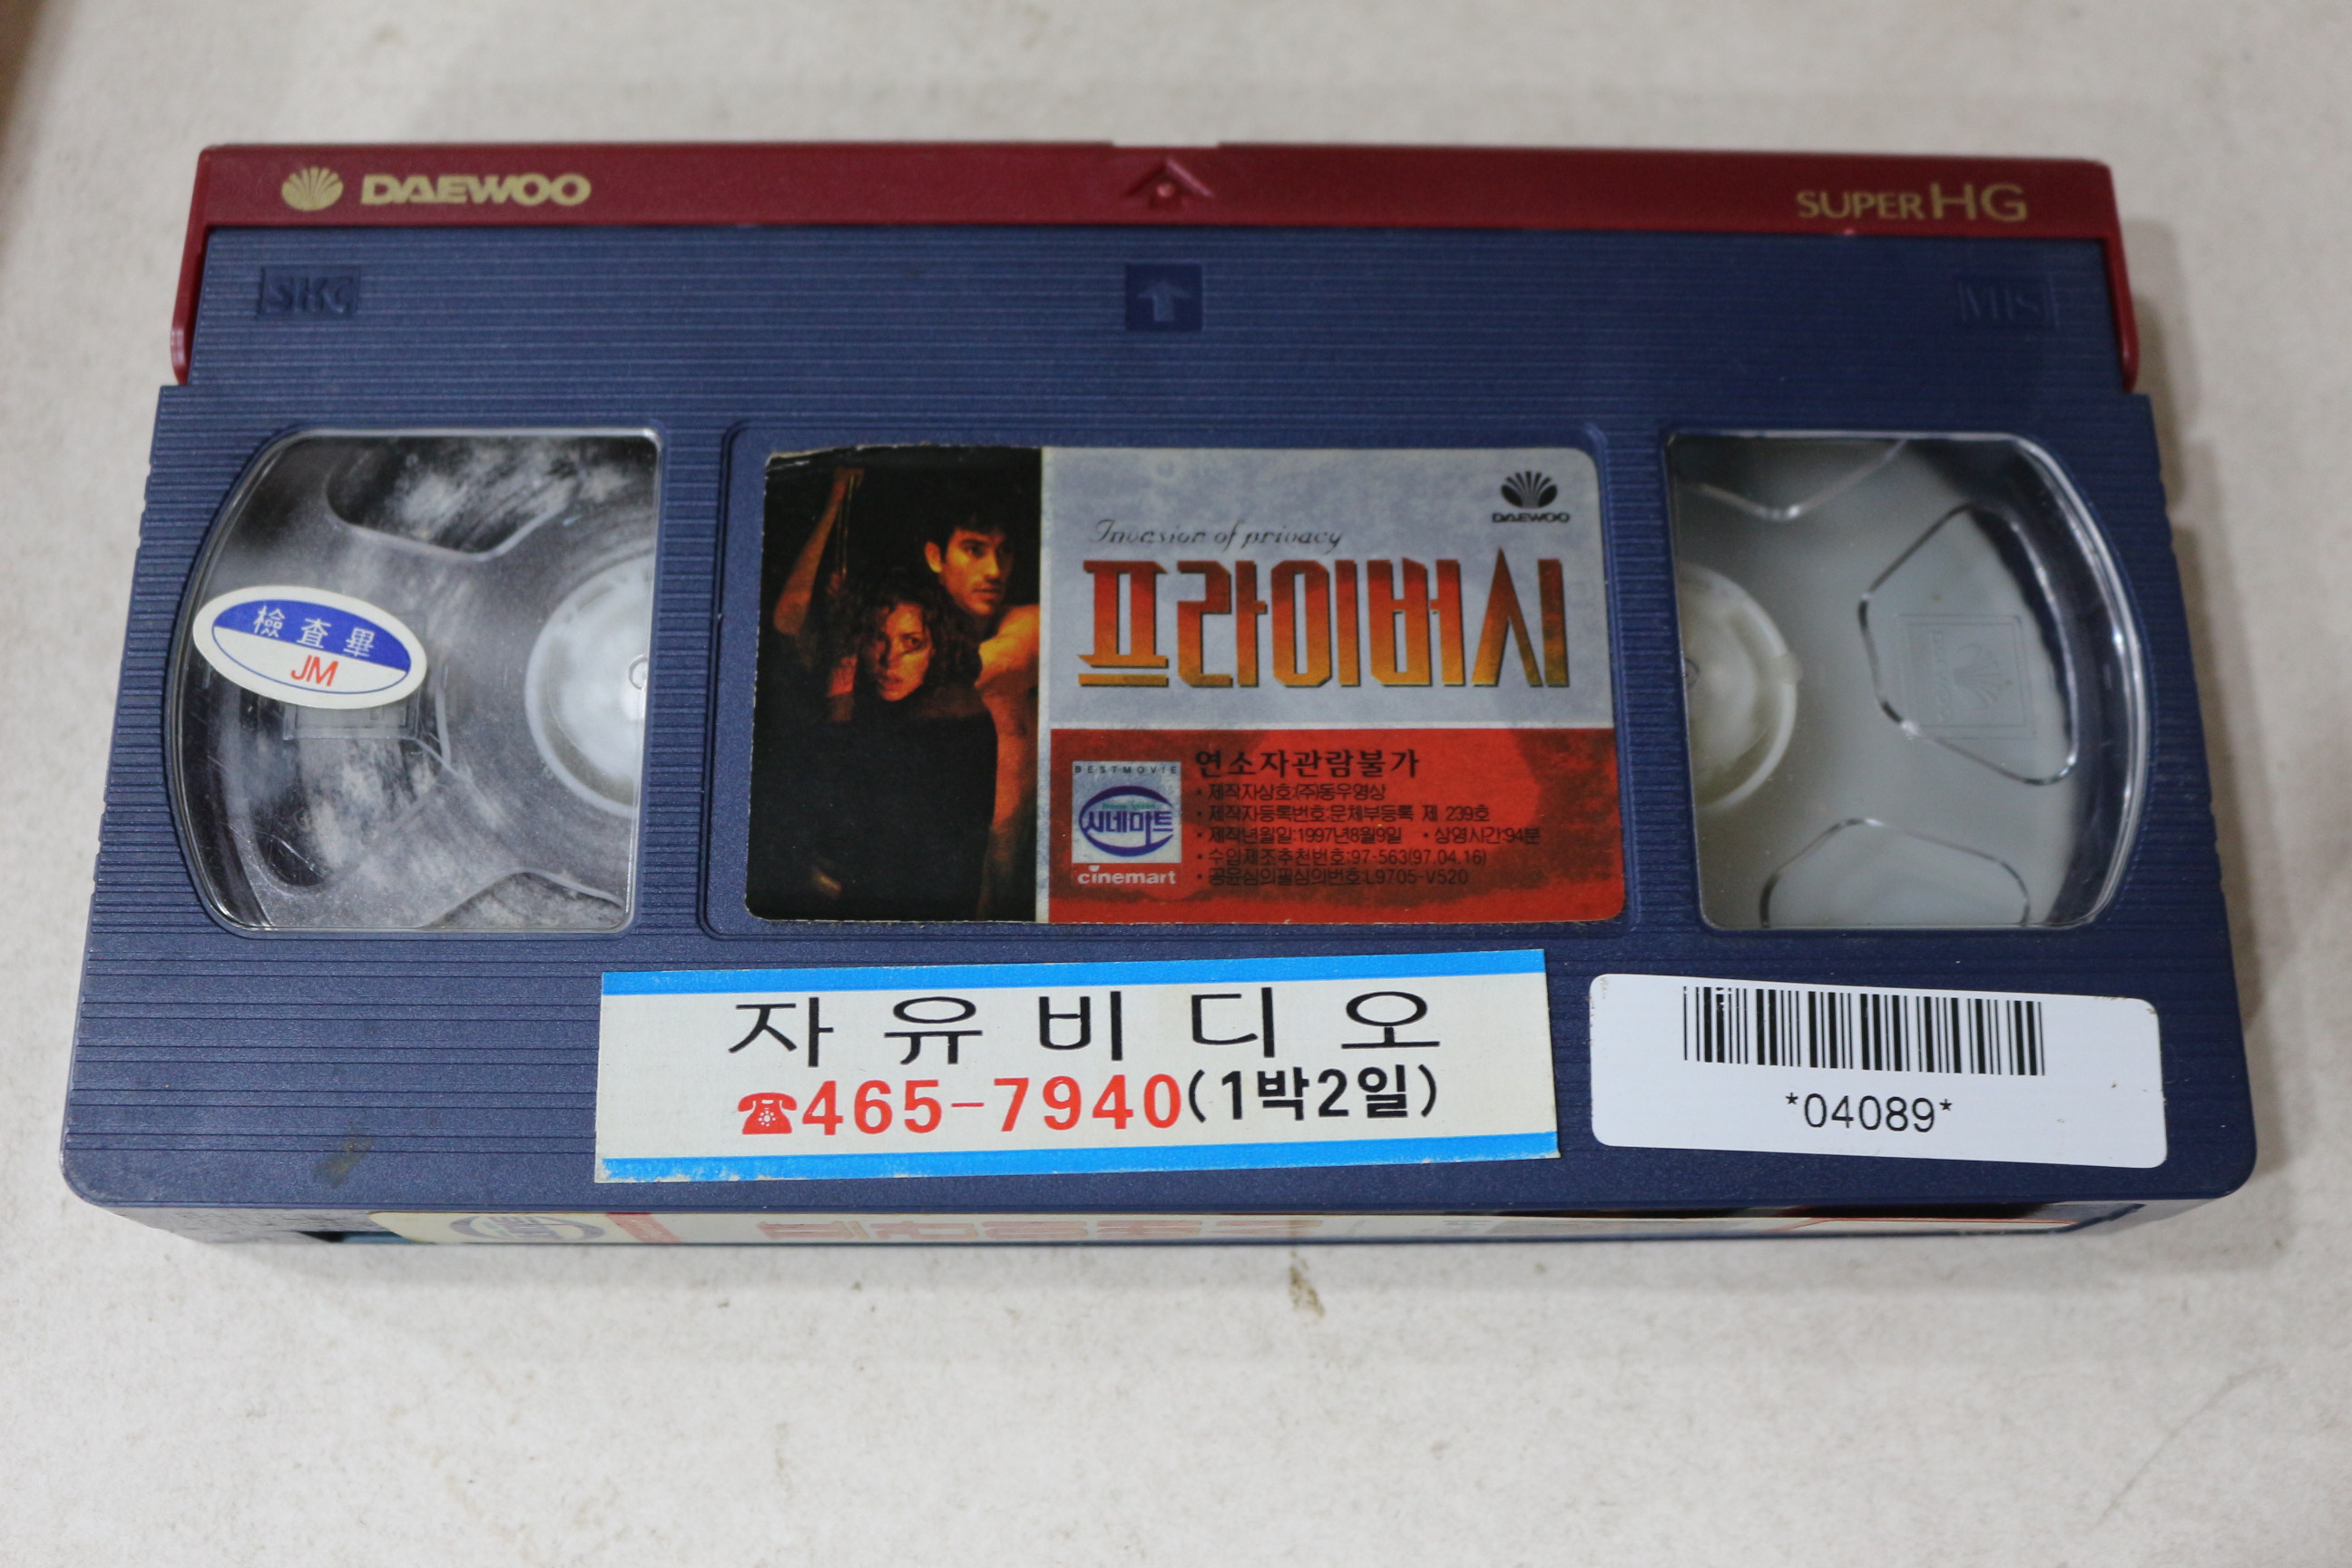 DAEWOO
SUPER HG
SKC
VHS
檢査畢
JM
DAEWOO
Invasion of privacy
프라이버시
BESTMOVIE
시네마트
cinemart
연소자관람불가
• 제작자상호:(주)동우영상
• 제작자등록번호:문체부등록 제 239호
• 제작년월일:1997년8월9일 • 상영시간:94분
• 수입제조추천번호:97-563(97.04.16)
• 공윤심의필심의번호:L9705-V520
자유비디오
☎465-7940(1박2일)
*04089*